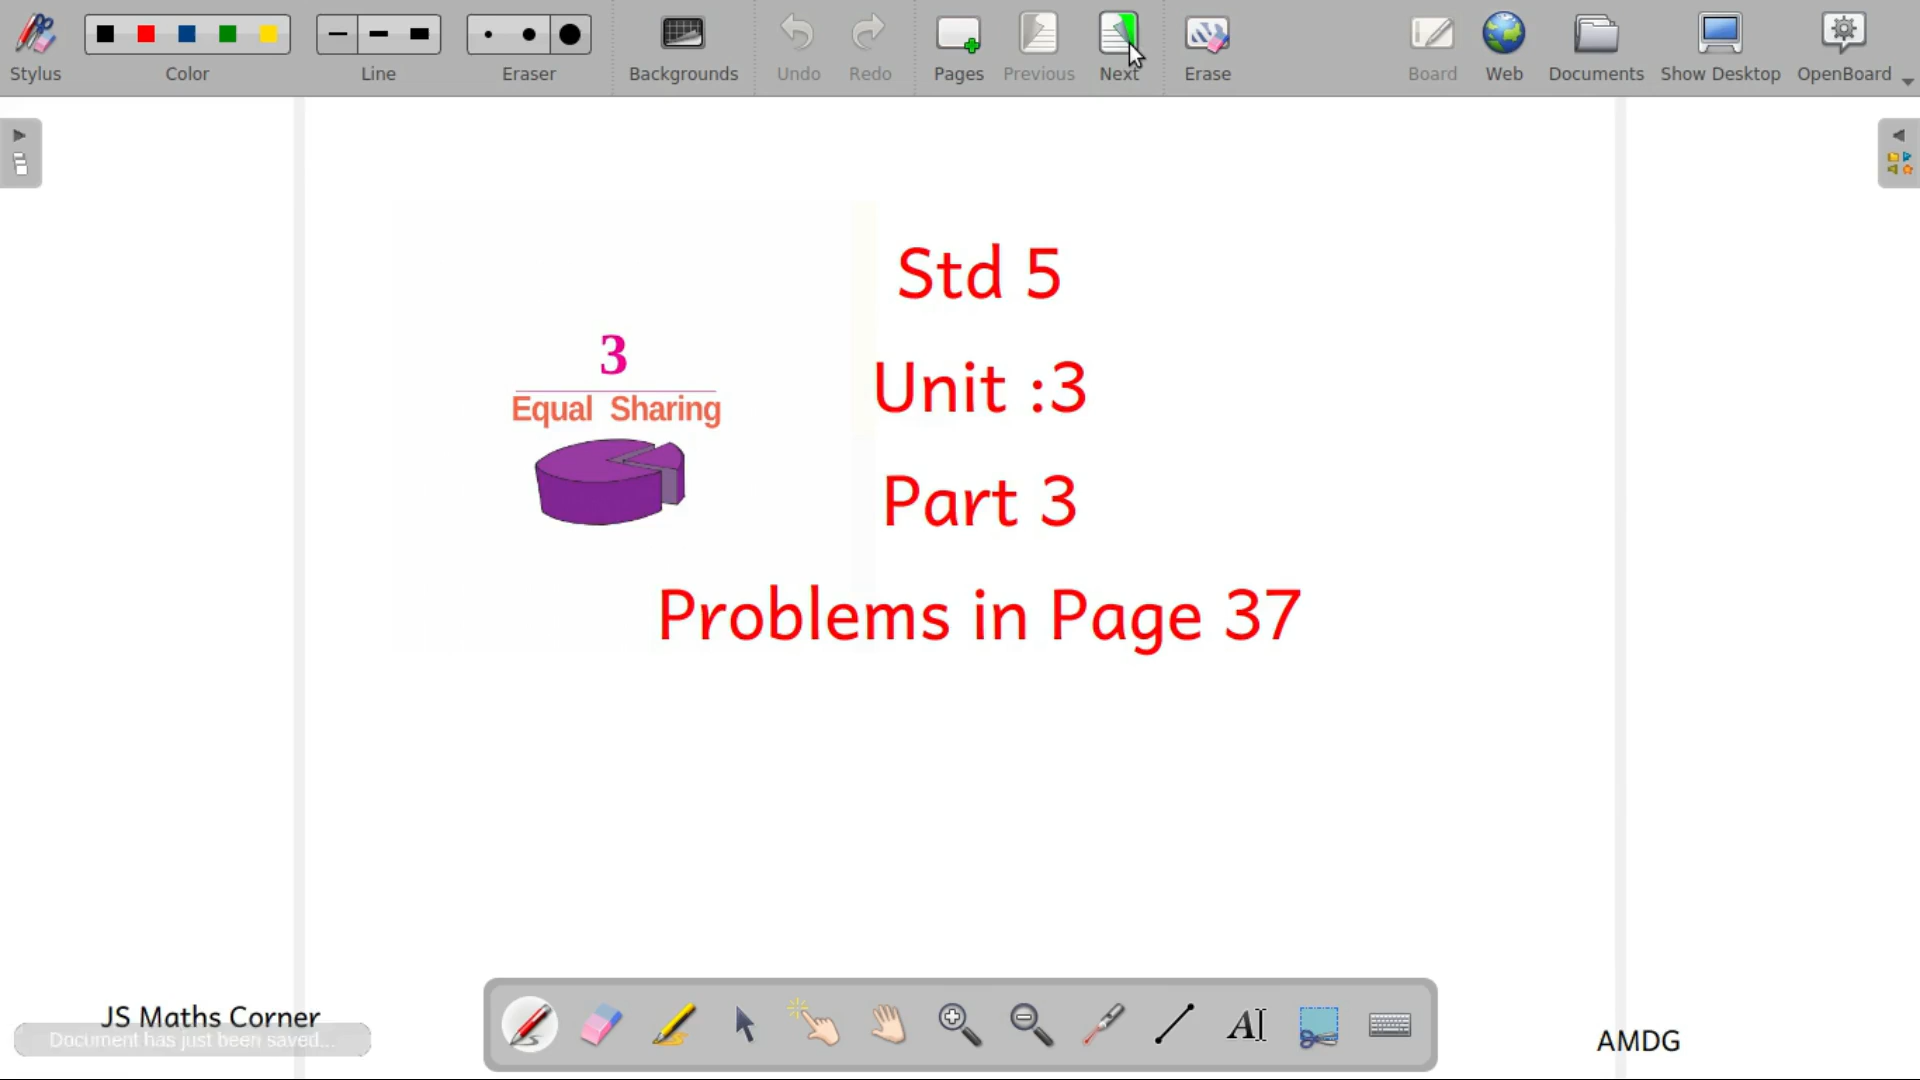 Stylus Color Line Eraser Backgrounds Undo Redo Pages Previous Next Erase Board Web Documents Show Desktop OpenBoard
Std 5
3
Equal Sharing
Unit :3
Part 3
Problems in Page 37
JS Maths Corner
Document has just been saved...
AI
AMDG